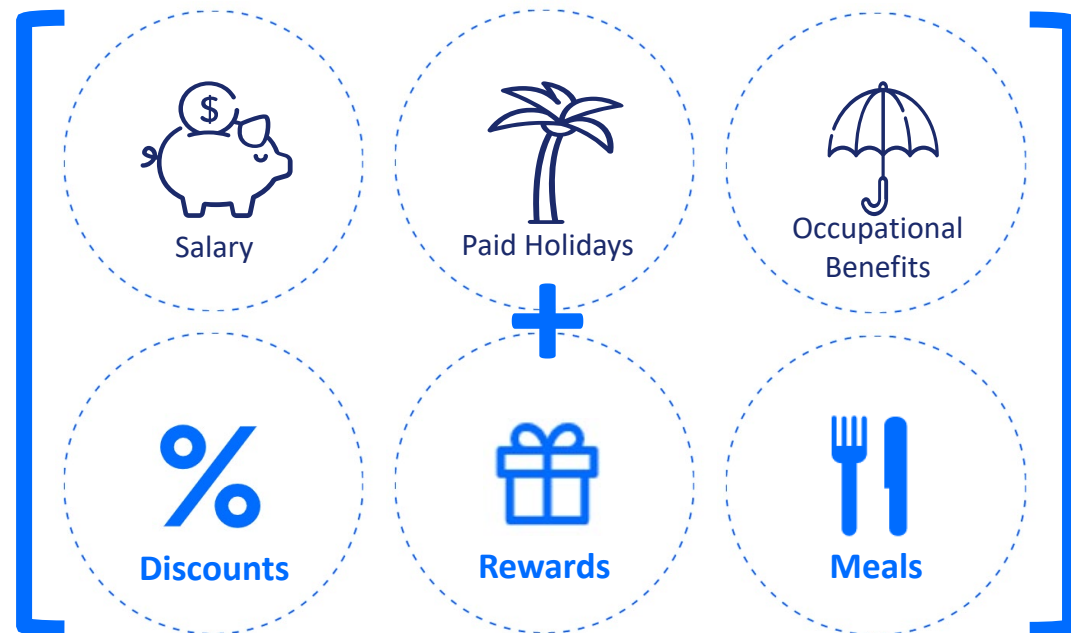 $
Salary
Paid Holidays
Occupational
Benefits
+
%
Discounts
Rewards
Meals